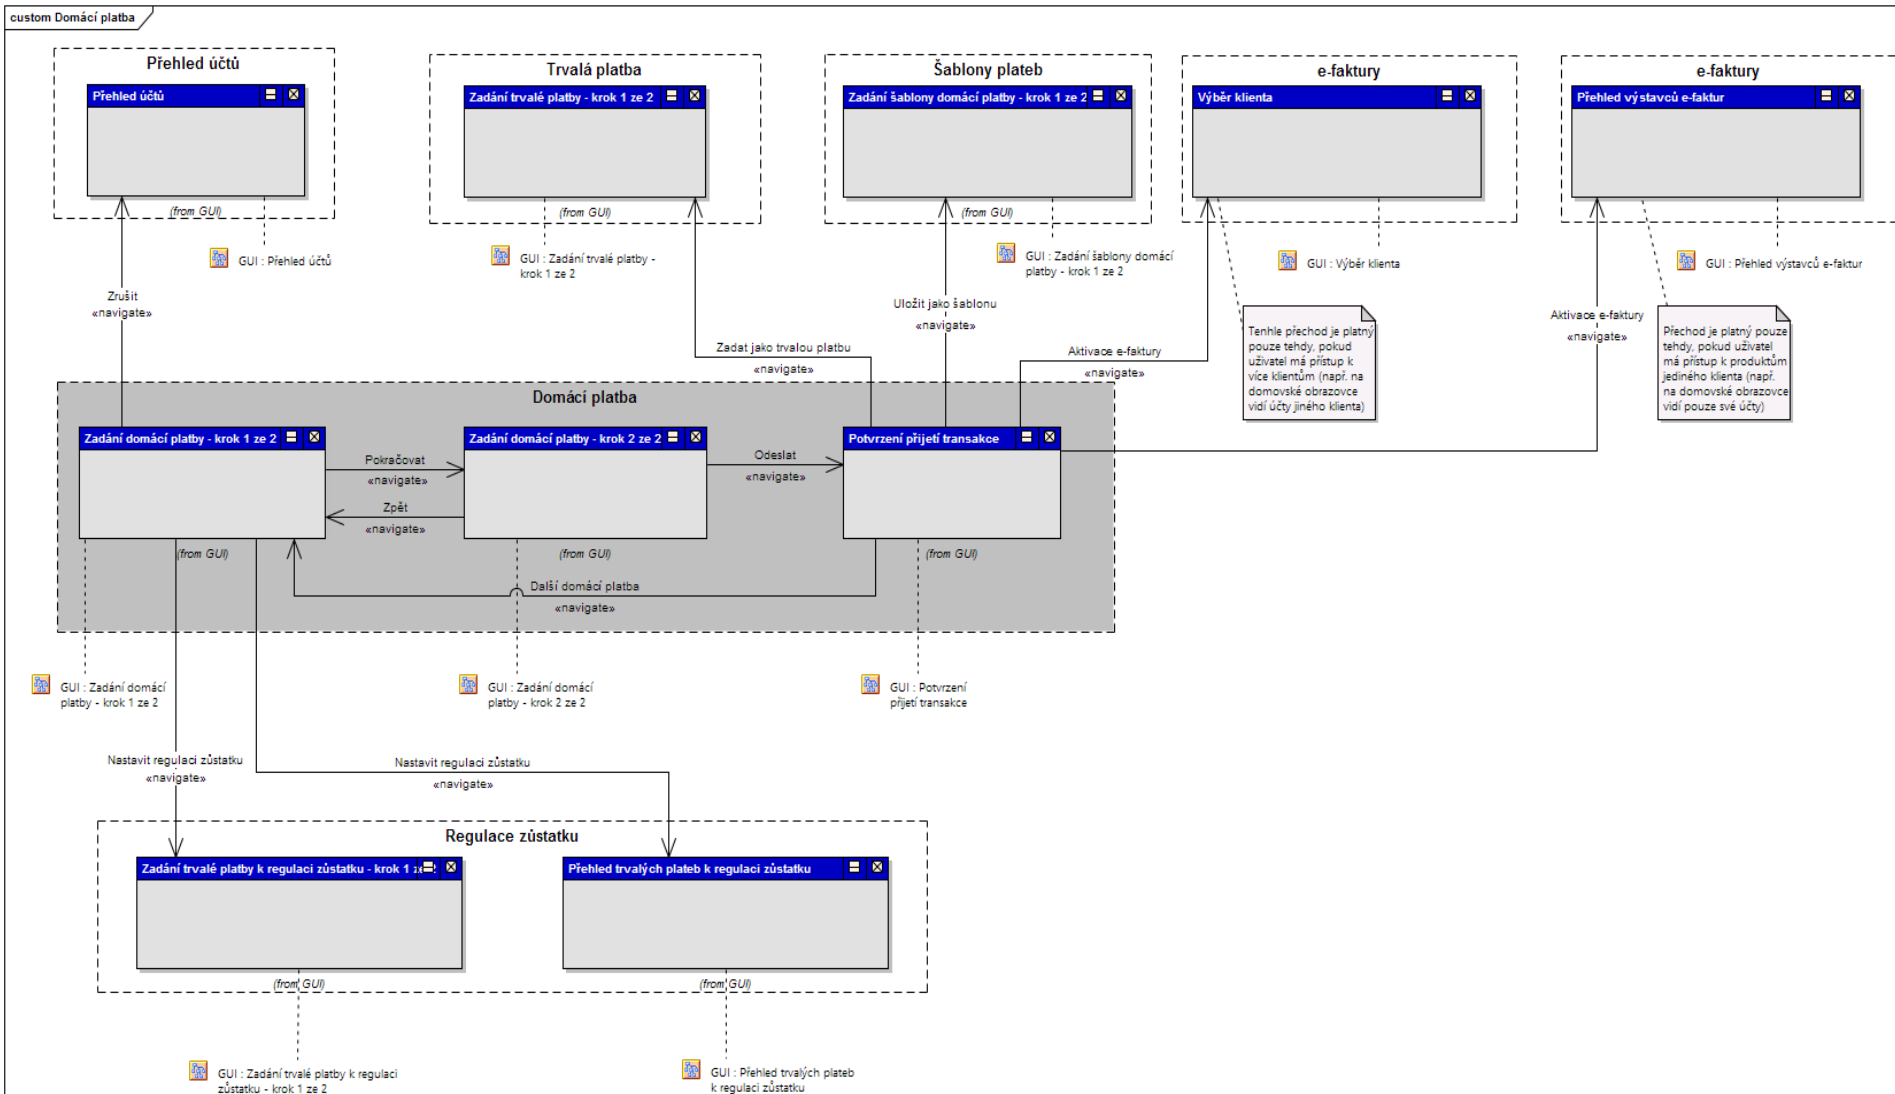 custom Domácí platba
Přehled účtů
Přehled účtů
(from GUI)
GUI : Přehled účtů
Trvalá platba
Zadání trvalé platby - krok 1 ze 2
(from GUI)
GUI : Zadání trvalé platby -
krok 1 ze 2
Šablony plateb
Zadání šablony domácí platby - krok 1 ze 2
(from GUI)
GUI : Zadání šablony domácí
platby - krok 1 ze 2
e-faktury
Výběr klienta
GUI : Výběr klienta
e-faktury
Přehled výstavců e-faktur
GUI : Přehled výstavců e-faktur
Zrušit
«navigate»
Zadat jako trvalou platbu
«navigate»
Uložit jako šablonu
«navigate»
Aktivace e-faktury
«navigate»
Tenhle přechod je platný
pouze tehdy, pokud
uživatel má přístup k
více klientům (např. na
domovské obrazovce
vidí účty jiného klienta)
Aktivace e-faktury
«navigate»
Přechod je platný pouze
tehdy, pokud uživatel
má přístup k produktům
jediného klienta (např.
na domovské obrazovce
vidí pouze své účty)
Domácí platba
Zadání domácí platby - krok 1 ze 2
(from GUI)
Pokračovat
«navigate»
Zpět
«navigate»
Zadání domácí platby - krok 2 ze 2
(from GUI)
Odeslat
«navigate»
Potvrzení přijetí transakce
(from GUI)
Další domácí platba
«navigate»
GUI : Zadání domácí
platby - krok 1 ze 2
GUI : Zadání domácí
platby - krok 2 ze 2
GUI : Potvrzení
přijetí transakce
Nastavit regulaci zůstatku
«navigate»
Nastavit regulaci zůstatku
«navigate»
Regulace zůstatku
Zadání trvalé platby k regulaci zůstatku - krok 1 ze 2
(from GUI)
Přehled trvalých plateb k regulaci zůstatku
(from GUI)
GUI : Zadání trvalé platby k regulaci
zůstatku - krok 1 ze 2
GUI : Přehled trvalých plateb
k regulaci zůstatku